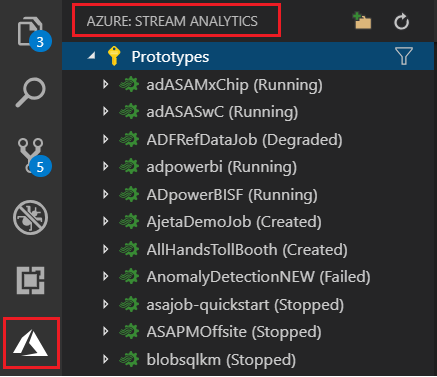 AZURE: STREAM ANALYTICS
3
Prototypes
adASAMxChip (Running)
adASASwC (Running)
ADFRefDataJob (Degraded)
5
adpowerbi (Running)
ADpowerBISF (Running)
AjetaDemoJob (Created)
AllHandsTollBooth (Created)
AnomalyDetectionNEW (Failed)
asajob-quickstart (Stopped)
ASAPMOffsite (Stopped)
blobsqlkm (Stopped)